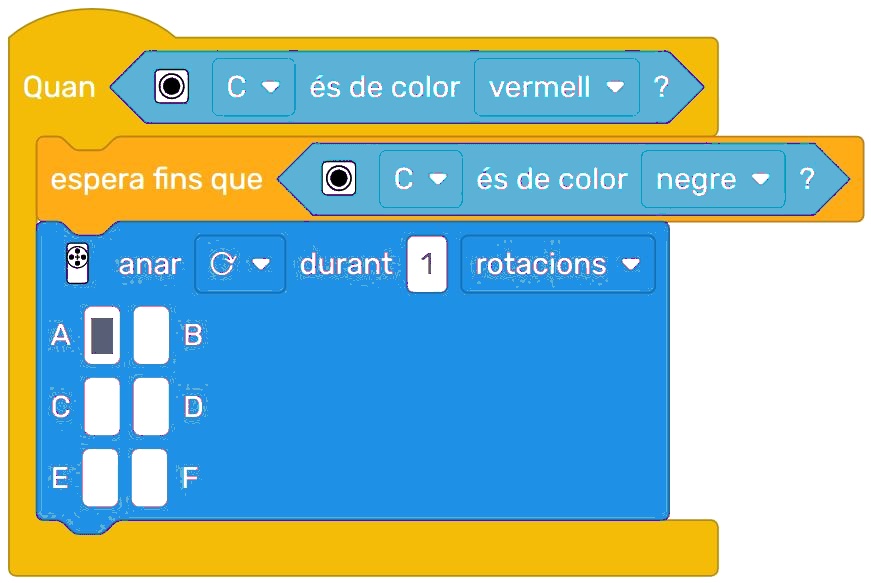 Quan C és de color vermell ?
espera fins que C és de color negre ?
anar durant 1 rotacions
A B
C D
E F